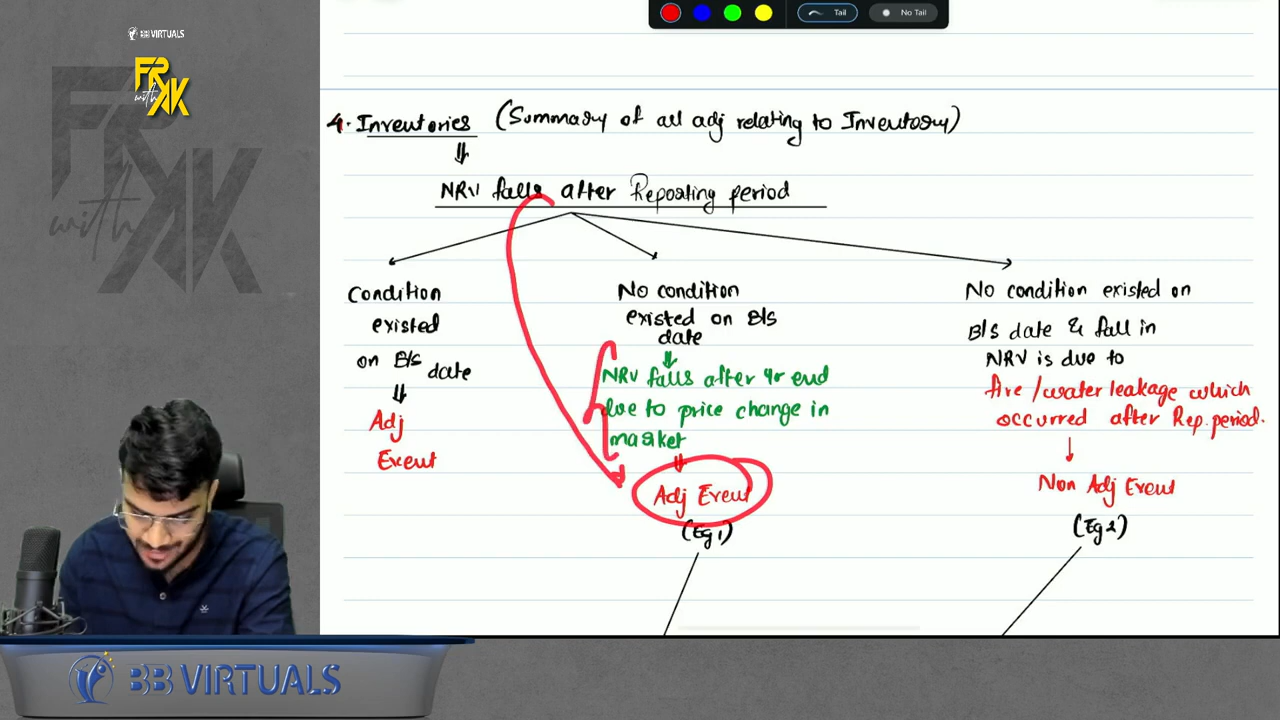 BB VIRTUALS
FR
with
AK
FR
with
AK
Tail
No Tail
4. Inventories (Summary of all adj relating to Inventory)
NRV falls after Reporting period
Condition
existed
on B/S date
Adj
Event
No condition
existed on B/S
date
NRV falls after Yr end
due to price change in
market
Adj Event
(Eg 1)
No condition existed on
B/S date & fall in
NRV is due to
fire/water leakage which
occurred after Rep. period.
Non Adj Event
(Eg 2)
BB VIRTUALS